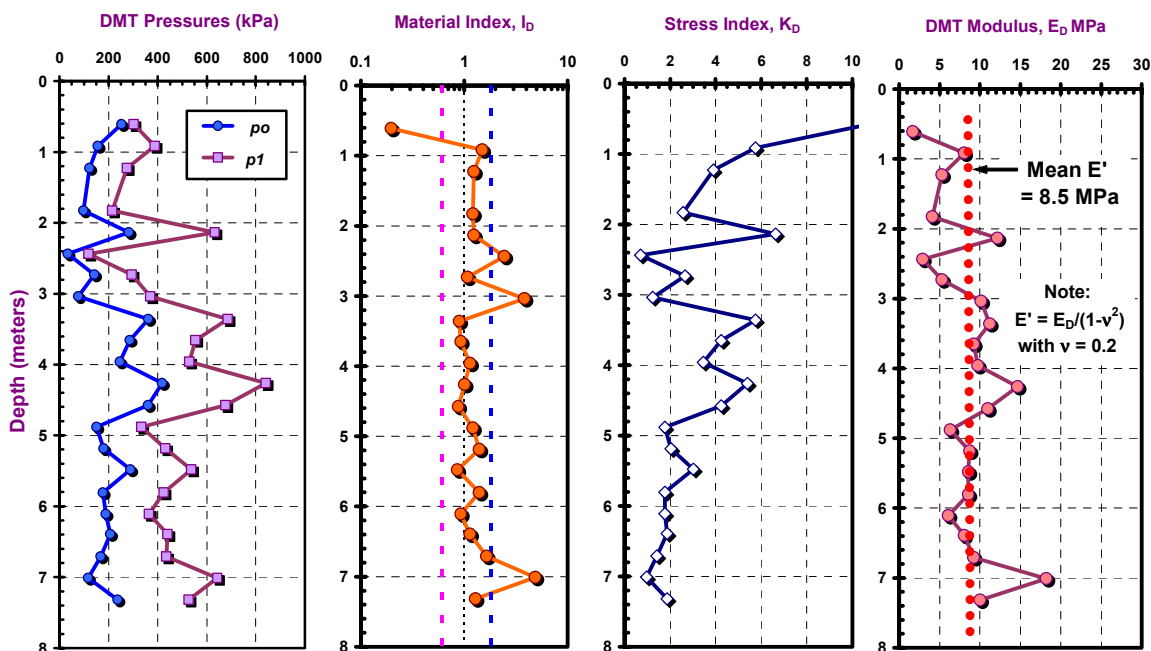 DMT Pressures (kPa)
0 200 400 600 800 1000
Depth (meters)
0
1
2
3
4
5
6
7
8
po
p1
Material Index, I_D
0.1 1 10
0
1
2
3
4
5
6
7
8
Stress Index, K_D
0 2 4 6 8 10
0
1
2
3
4
5
6
7
8
DMT Modulus, E_D MPa
0 5 10 15 20 25 30
0
1
2
3
4
5
6
7
8
Mean E'
= 8.5 MPa
Note:
E' = E_D/(1-ν²)
with ν = 0.2